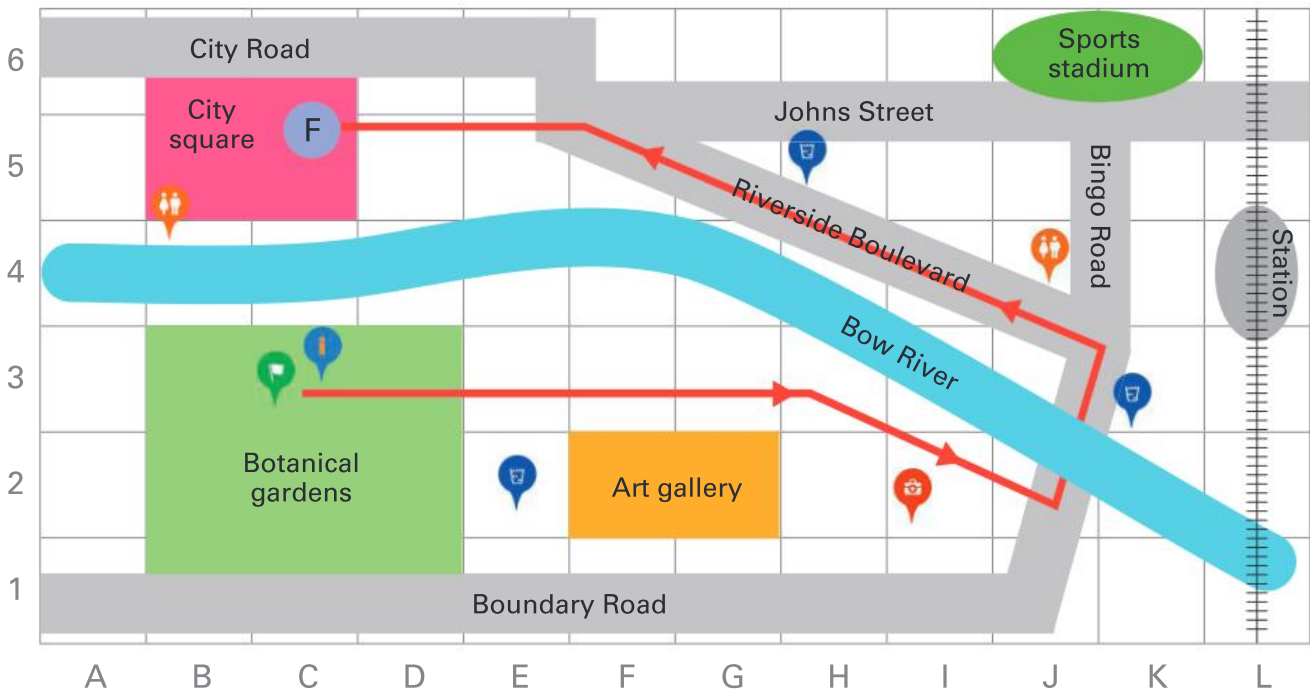 6
City Road
Sports
stadium
City
square
F
Johns Street
5
Bingo Road
Riverside Boulevard
4
Station
Bow River
3
Botanical
gardens
2
Art gallery
1
Boundary Road
A B C D E F G H I J K L